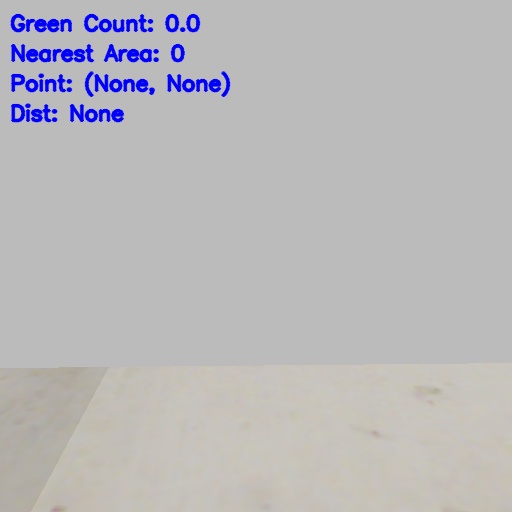 Green Count: 0.0
Nearest Area: 0
Point: (None, None)
Dist: None